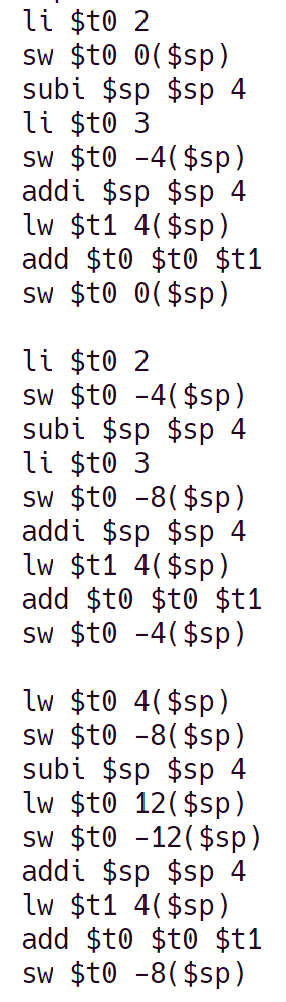 li $t0 2
sw $t0 0($sp)
subi $sp $sp 4
li $t0 3
sw $t0 -4($sp)
addi $sp $sp 4
lw $t1 4($sp)
add $t0 $t0 $t1
sw $t0 0($sp)

li $t0 2
sw $t0 -4($sp)
subi $sp $sp 4
li $t0 3
sw $t0 -8($sp)
addi $sp $sp 4
lw $t1 4($sp)
add $t0 $t0 $t1
sw $t0 -4($sp)

lw $t0 4($sp)
sw $t0 -8($sp)
subi $sp $sp 4
lw $t0 12($sp)
sw $t0 -12($sp)
addi $sp $sp 4
lw $t1 4($sp)
add $t0 $t0 $t1
sw $t0 -8($sp)